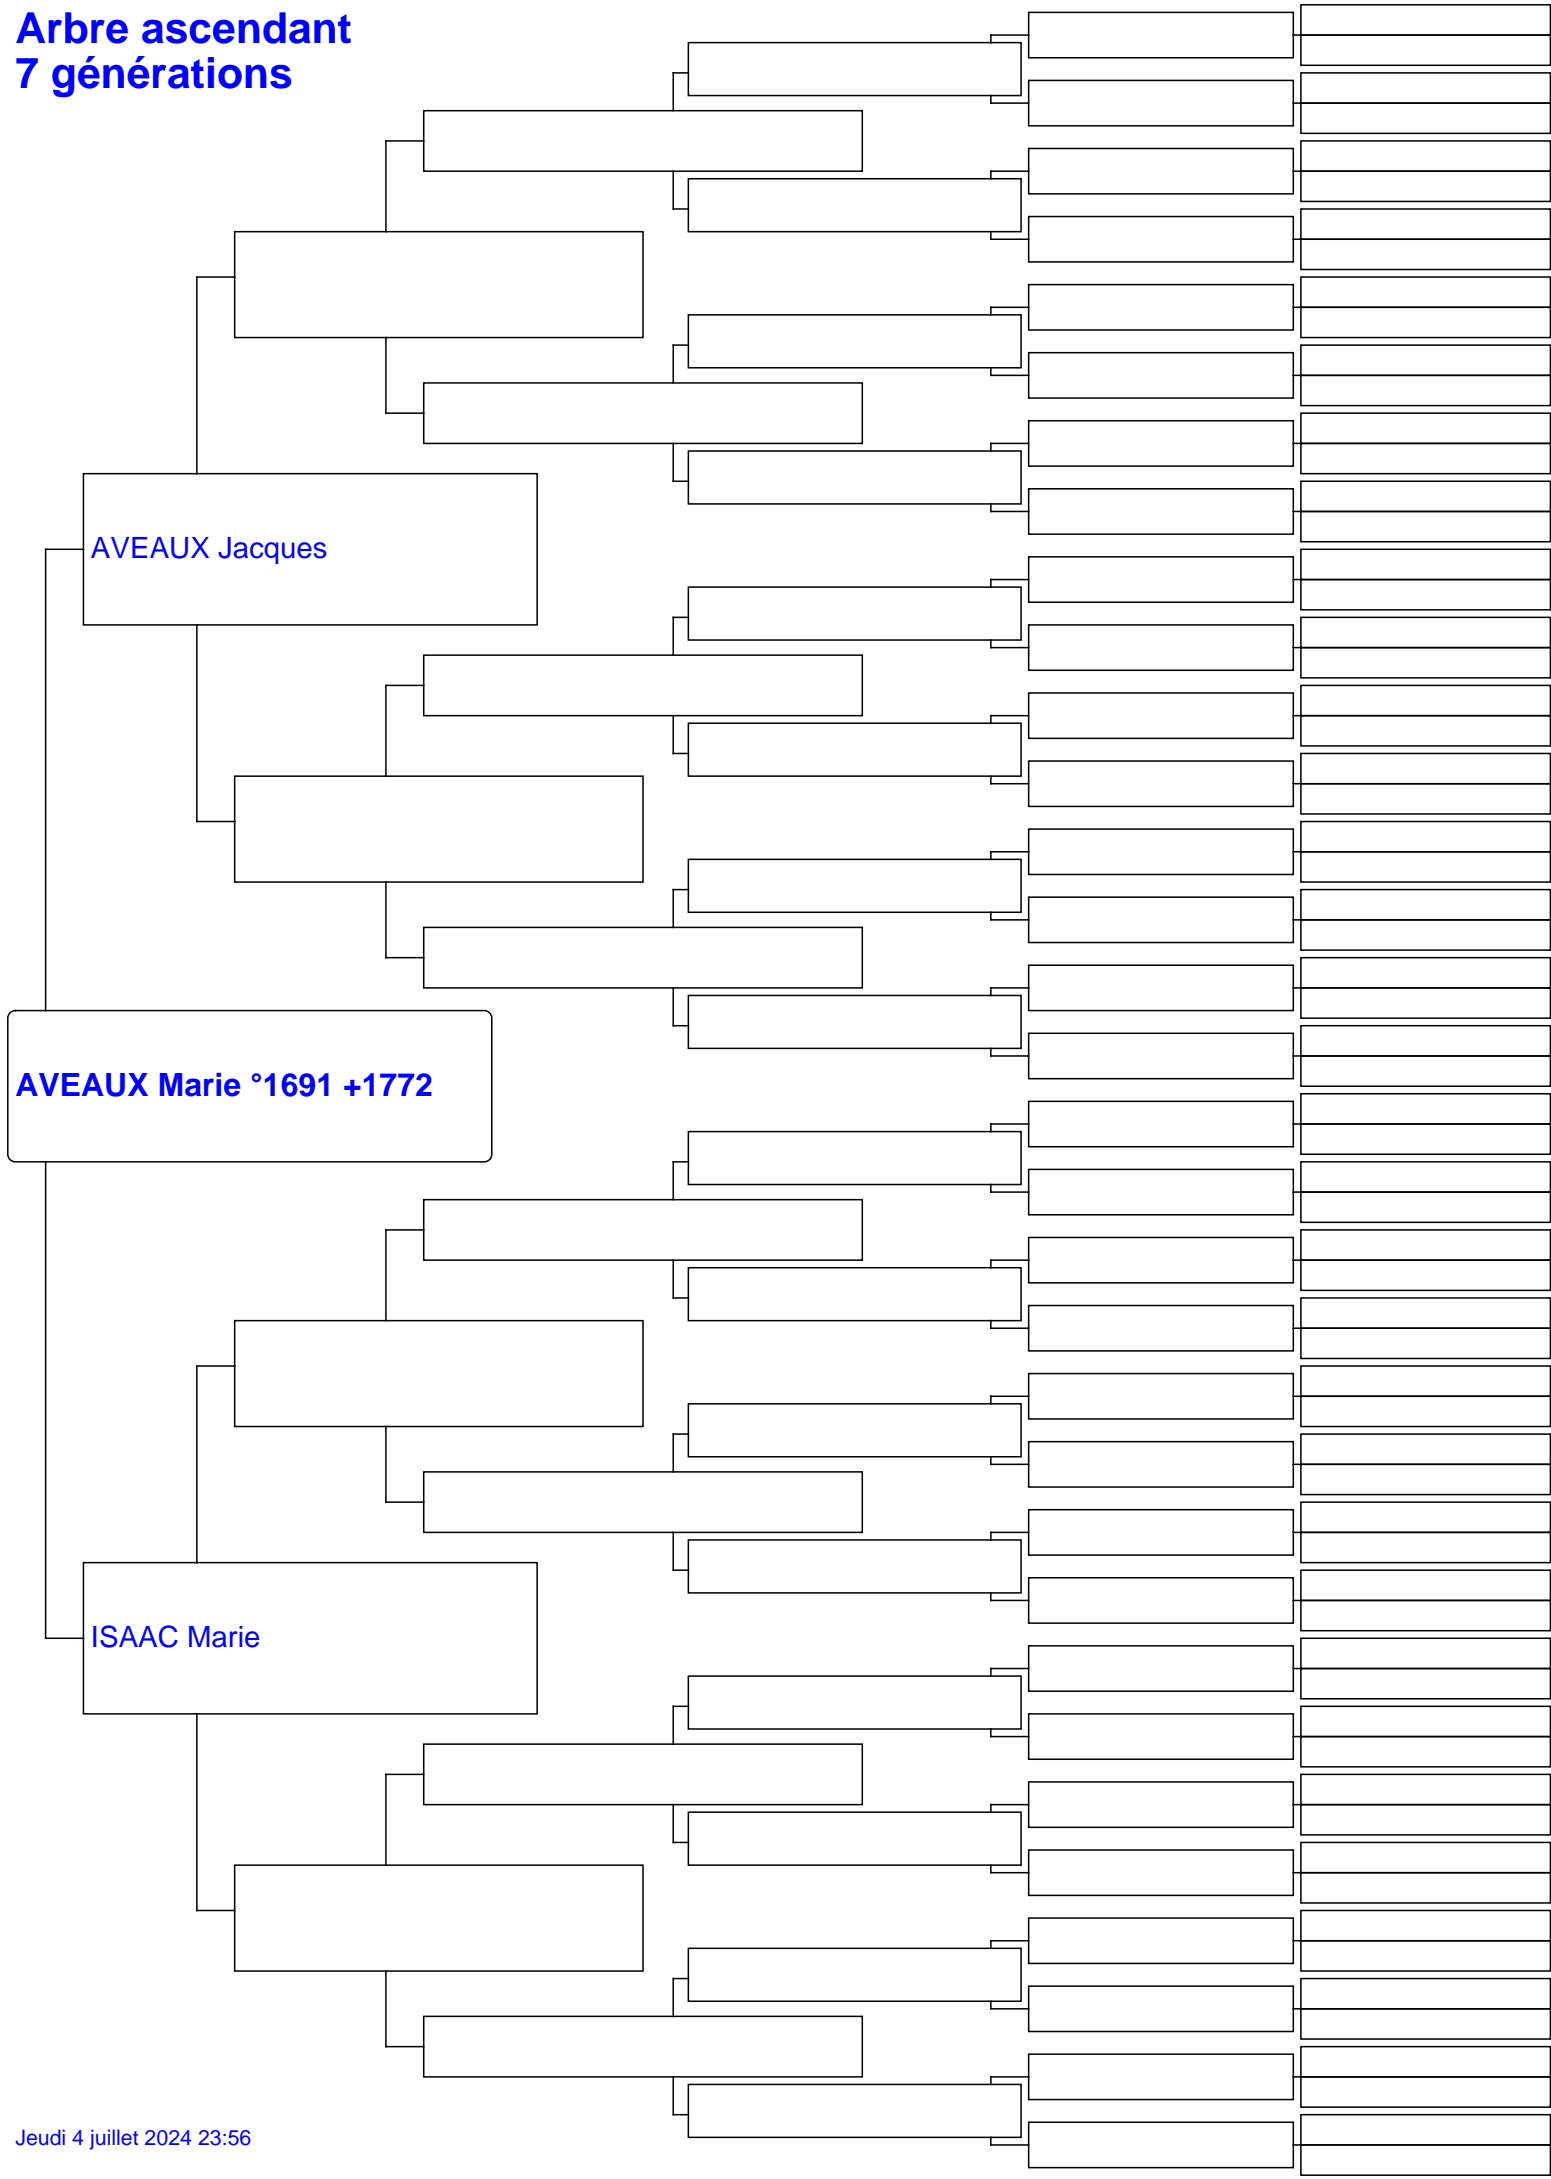 Arbre ascendant
7 générations
AVEAUX Jacques
AVEAUX Marie °1691 +1772
ISAAC Marie
Jeudi 4 juillet 2024 23:56